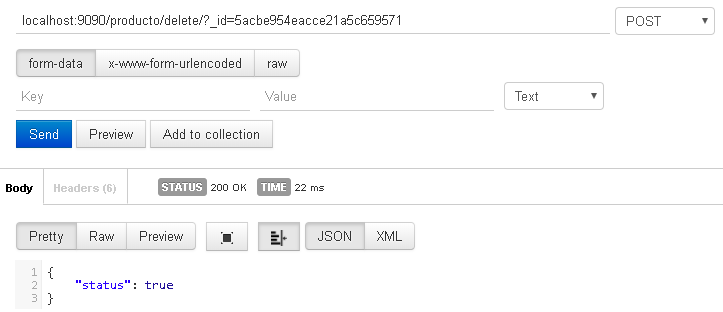 localhost:9090/producto/delete/?_id=5acbe954eacce21a5c659571 POST
form-data x-www-form-urlencoded raw
Key Value Text
Send Preview Add to collection
Body Headers (6) STATUS 200 OK TIME 22 ms
Pretty Raw Preview JSON XML
1 {
2 "status": true
3 }